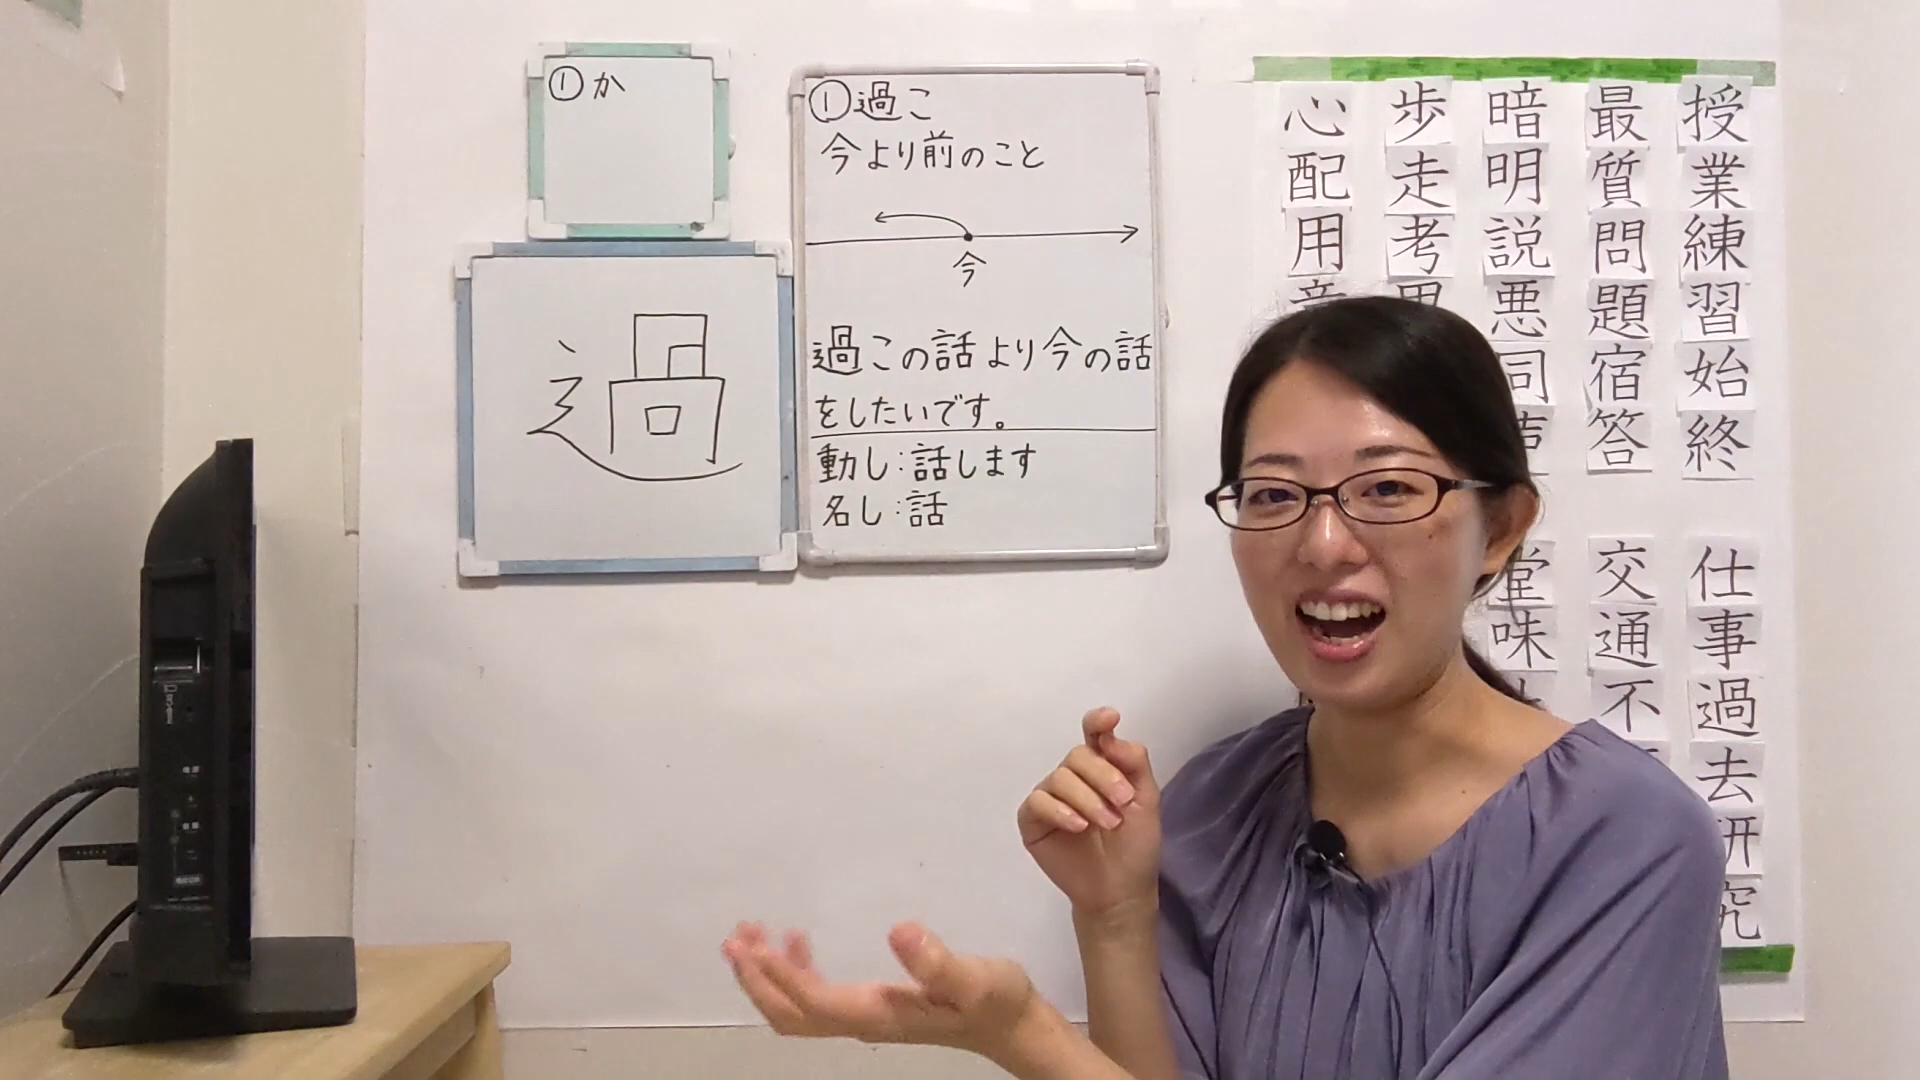 ①か
過
①過こ
今より前のこと
今
過この話より今の話
をしたいです。
動し:話します
名し:話
授業練習始終
最質問題宿答
暗明説悪同
歩走考
心配用
仕事過去研究
交通不
堂味